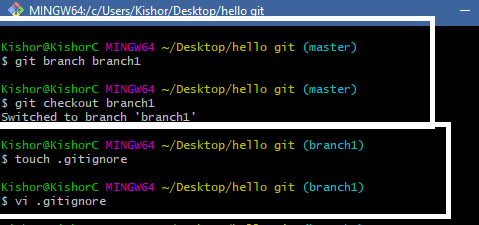 MINGW64:/c/Users/Kishor/Desktop/hello git
Kishor@KishorC MINGW64 ~/Desktop/hello git (master)
$ git branch branch1
Kishor@KishorC MINGW64 ~/Desktop/hello git (master)
$ git checkout branch1
Switched to branch 'branch1'
Kishor@KishorC MINGW64 ~/Desktop/hello git (branch1)
$ touch .gitignore
Kishor@KishorC MINGW64 ~/Desktop/hello git (branch1)
$ vi .gitignore